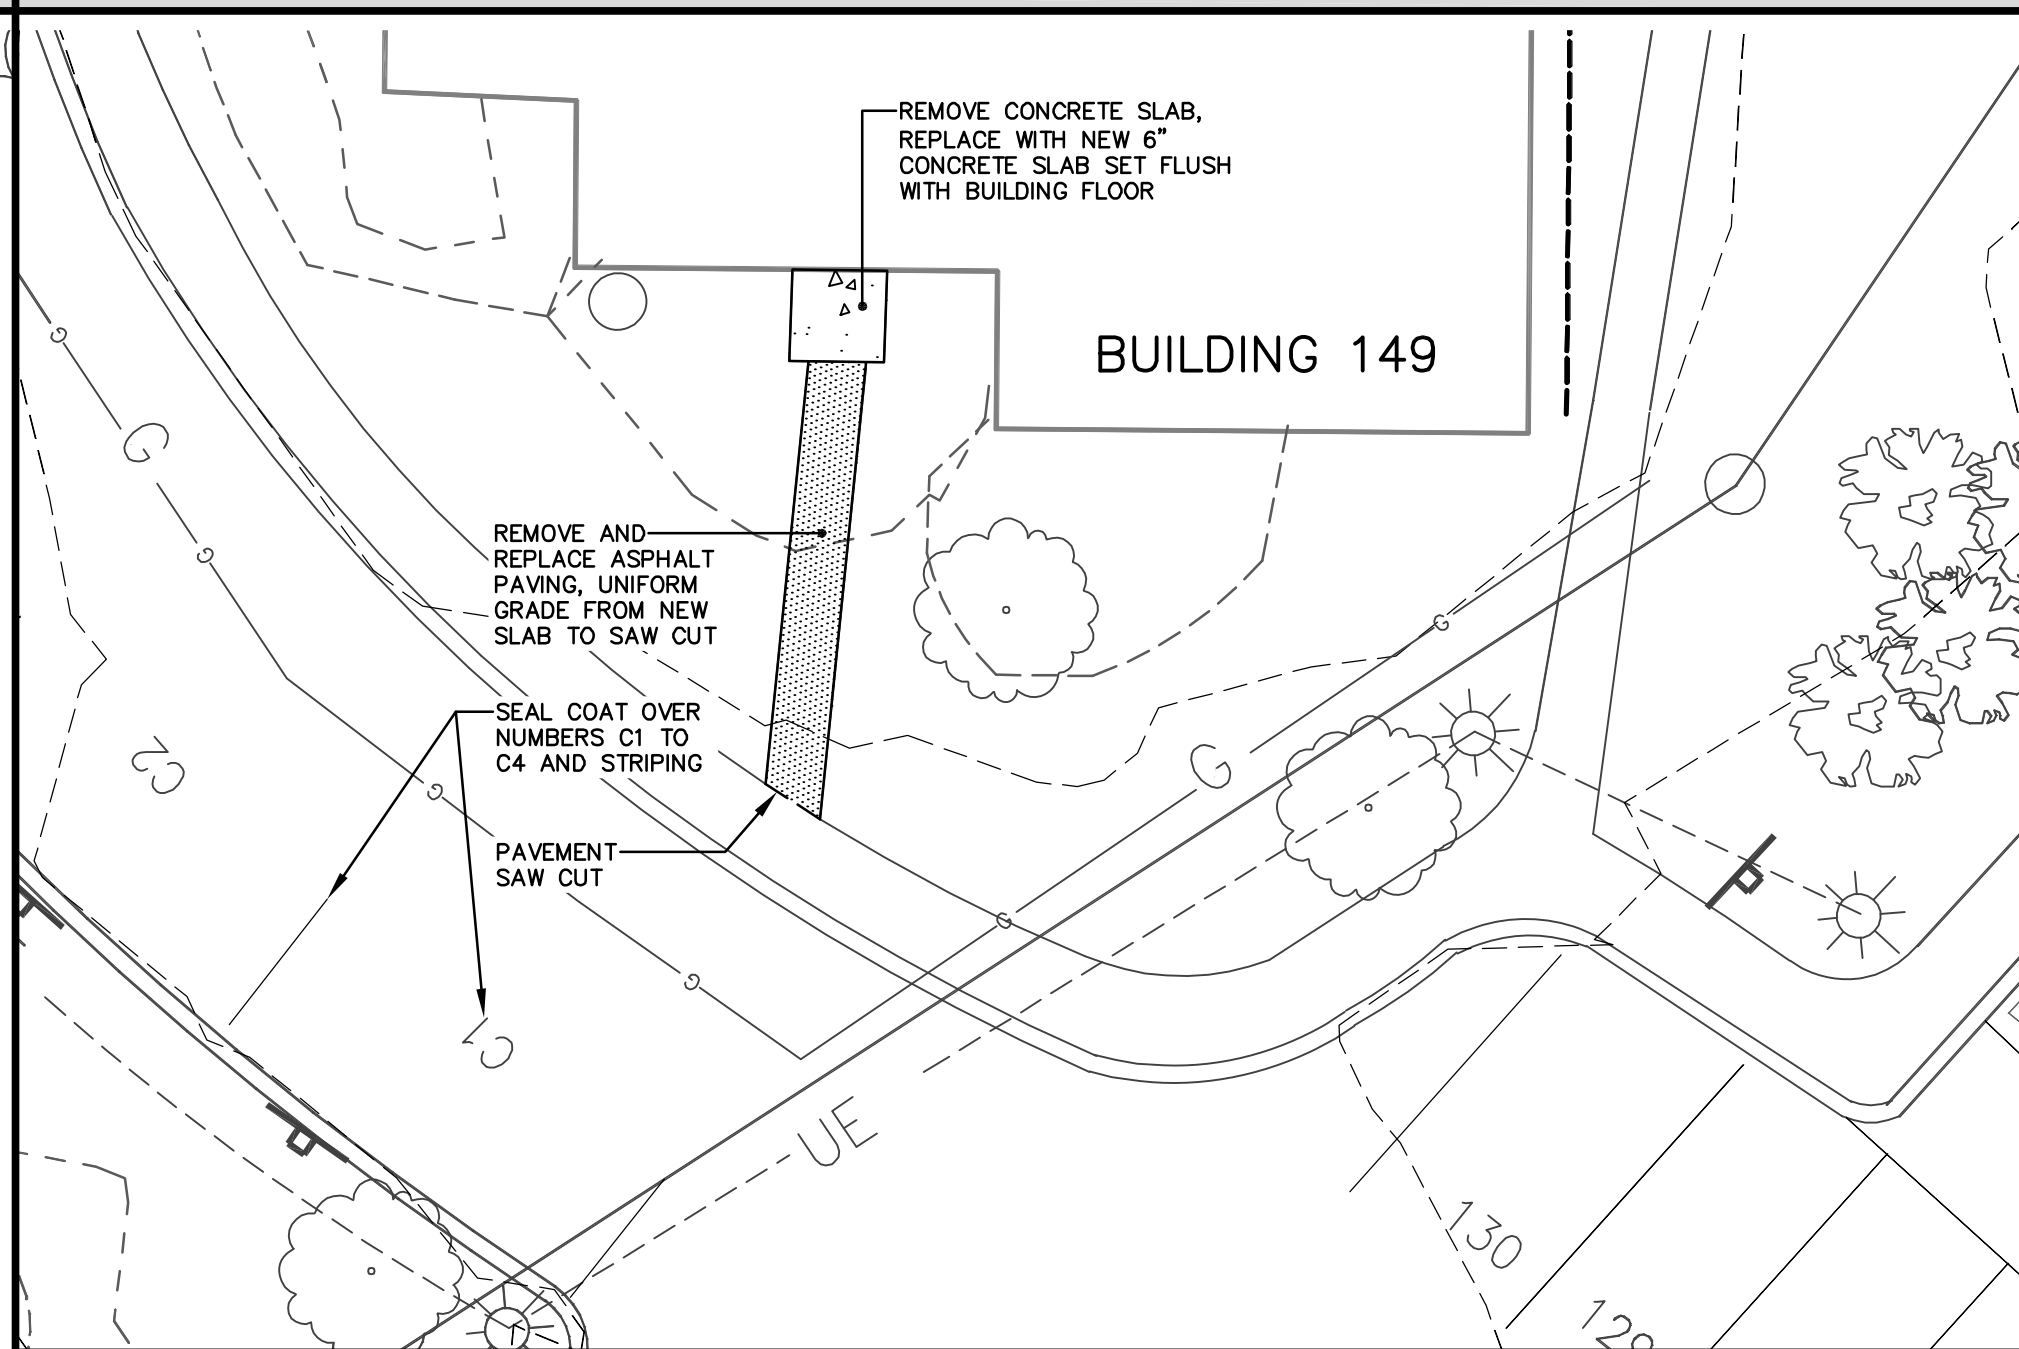 REMOVE CONCRETE SLAB,
REPLACE WITH NEW 6"
CONCRETE SLAB SET FLUSH
WITH BUILDING FLOOR
BUILDING 149
REMOVE AND
REPLACE ASPHALT
PAVING, UNIFORM
GRADE FROM NEW
SLAB TO SAW CUT
SEAL COAT OVER
NUMBERS C1 TO
C4 AND STRIPING
PAVEMENT
SAW CUT
G
G
G
G
G
G
G
G
G
C2
C1
UE
130
129